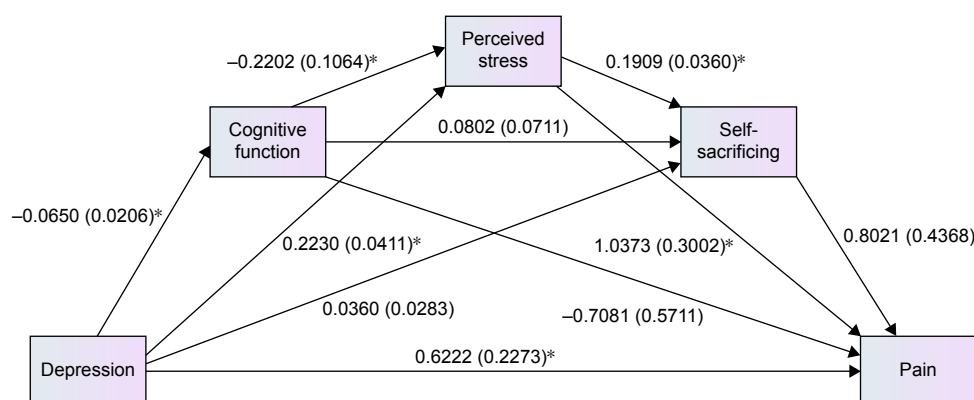 Perceived
stress
–0.2202 (0.1064)*
0.1909 (0.0360)*
Cognitive
function
0.0802 (0.0711)
Self-
sacrificing
–0.0650 (0.0206)*
0.2230 (0.0411)*
1.0373 (0.3002)*
0.8021 (0.4368)
0.0360 (0.0283)
–0.7081 (0.5711)
Depression
0.6222 (0.2273)*
Pain